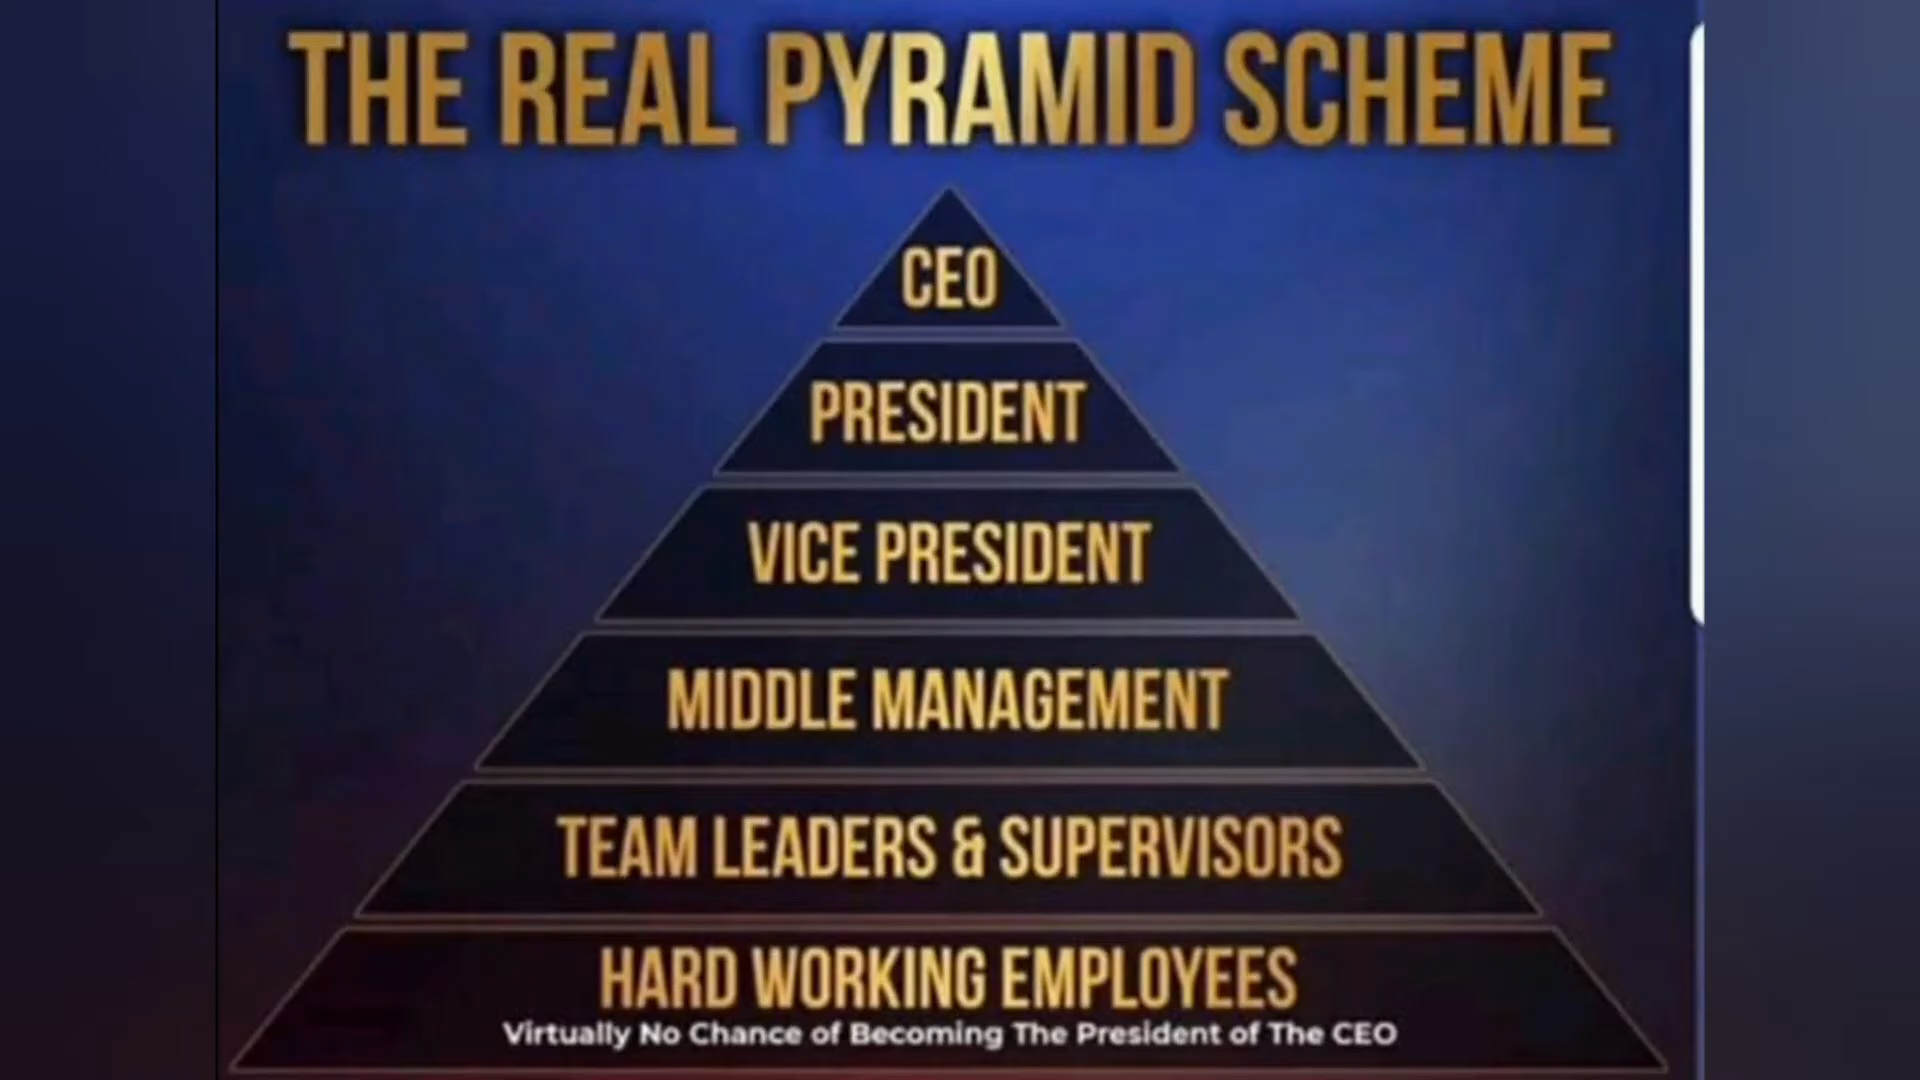 THE REAL PYRAMID SCHEME
CEO
PRESIDENT
VICE PRESIDENT
MIDDLE MANAGEMENT
TEAM LEADERS & SUPERVISORS
HARD WORKING EMPLOYEES
Virtually No Chance of Becoming The President of The CEO